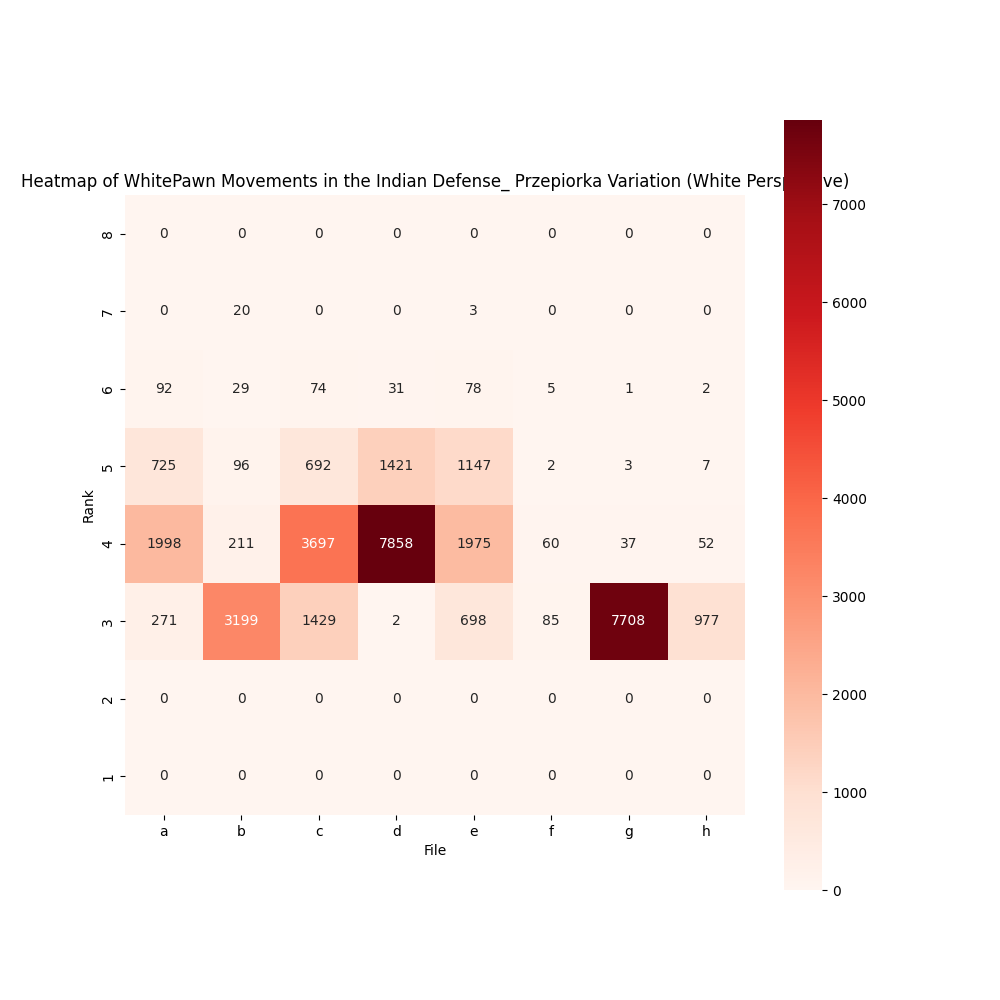 Heatmap of WhitePawn Movements in the Indian Defense_ Przepiorka Variation (White Pers ve)
8 0 0 0 0 0 0 0 0
7 0 20 0 0 3 0 0 0
6 92 29 74 31 78 5 1 2
5 725 96 692 1421 1147 2 3 7
4 1998 211 3697 7858 1975 60 37 52
3 271 3199 1429 2 698 85 7708 977
2 0 0 0 0 0 0 0 0
1 0 0 0 0 0 0 0 0
Rank
a b c d e f g h
File
7000
6000
5000
4000
3000
2000
1000
0